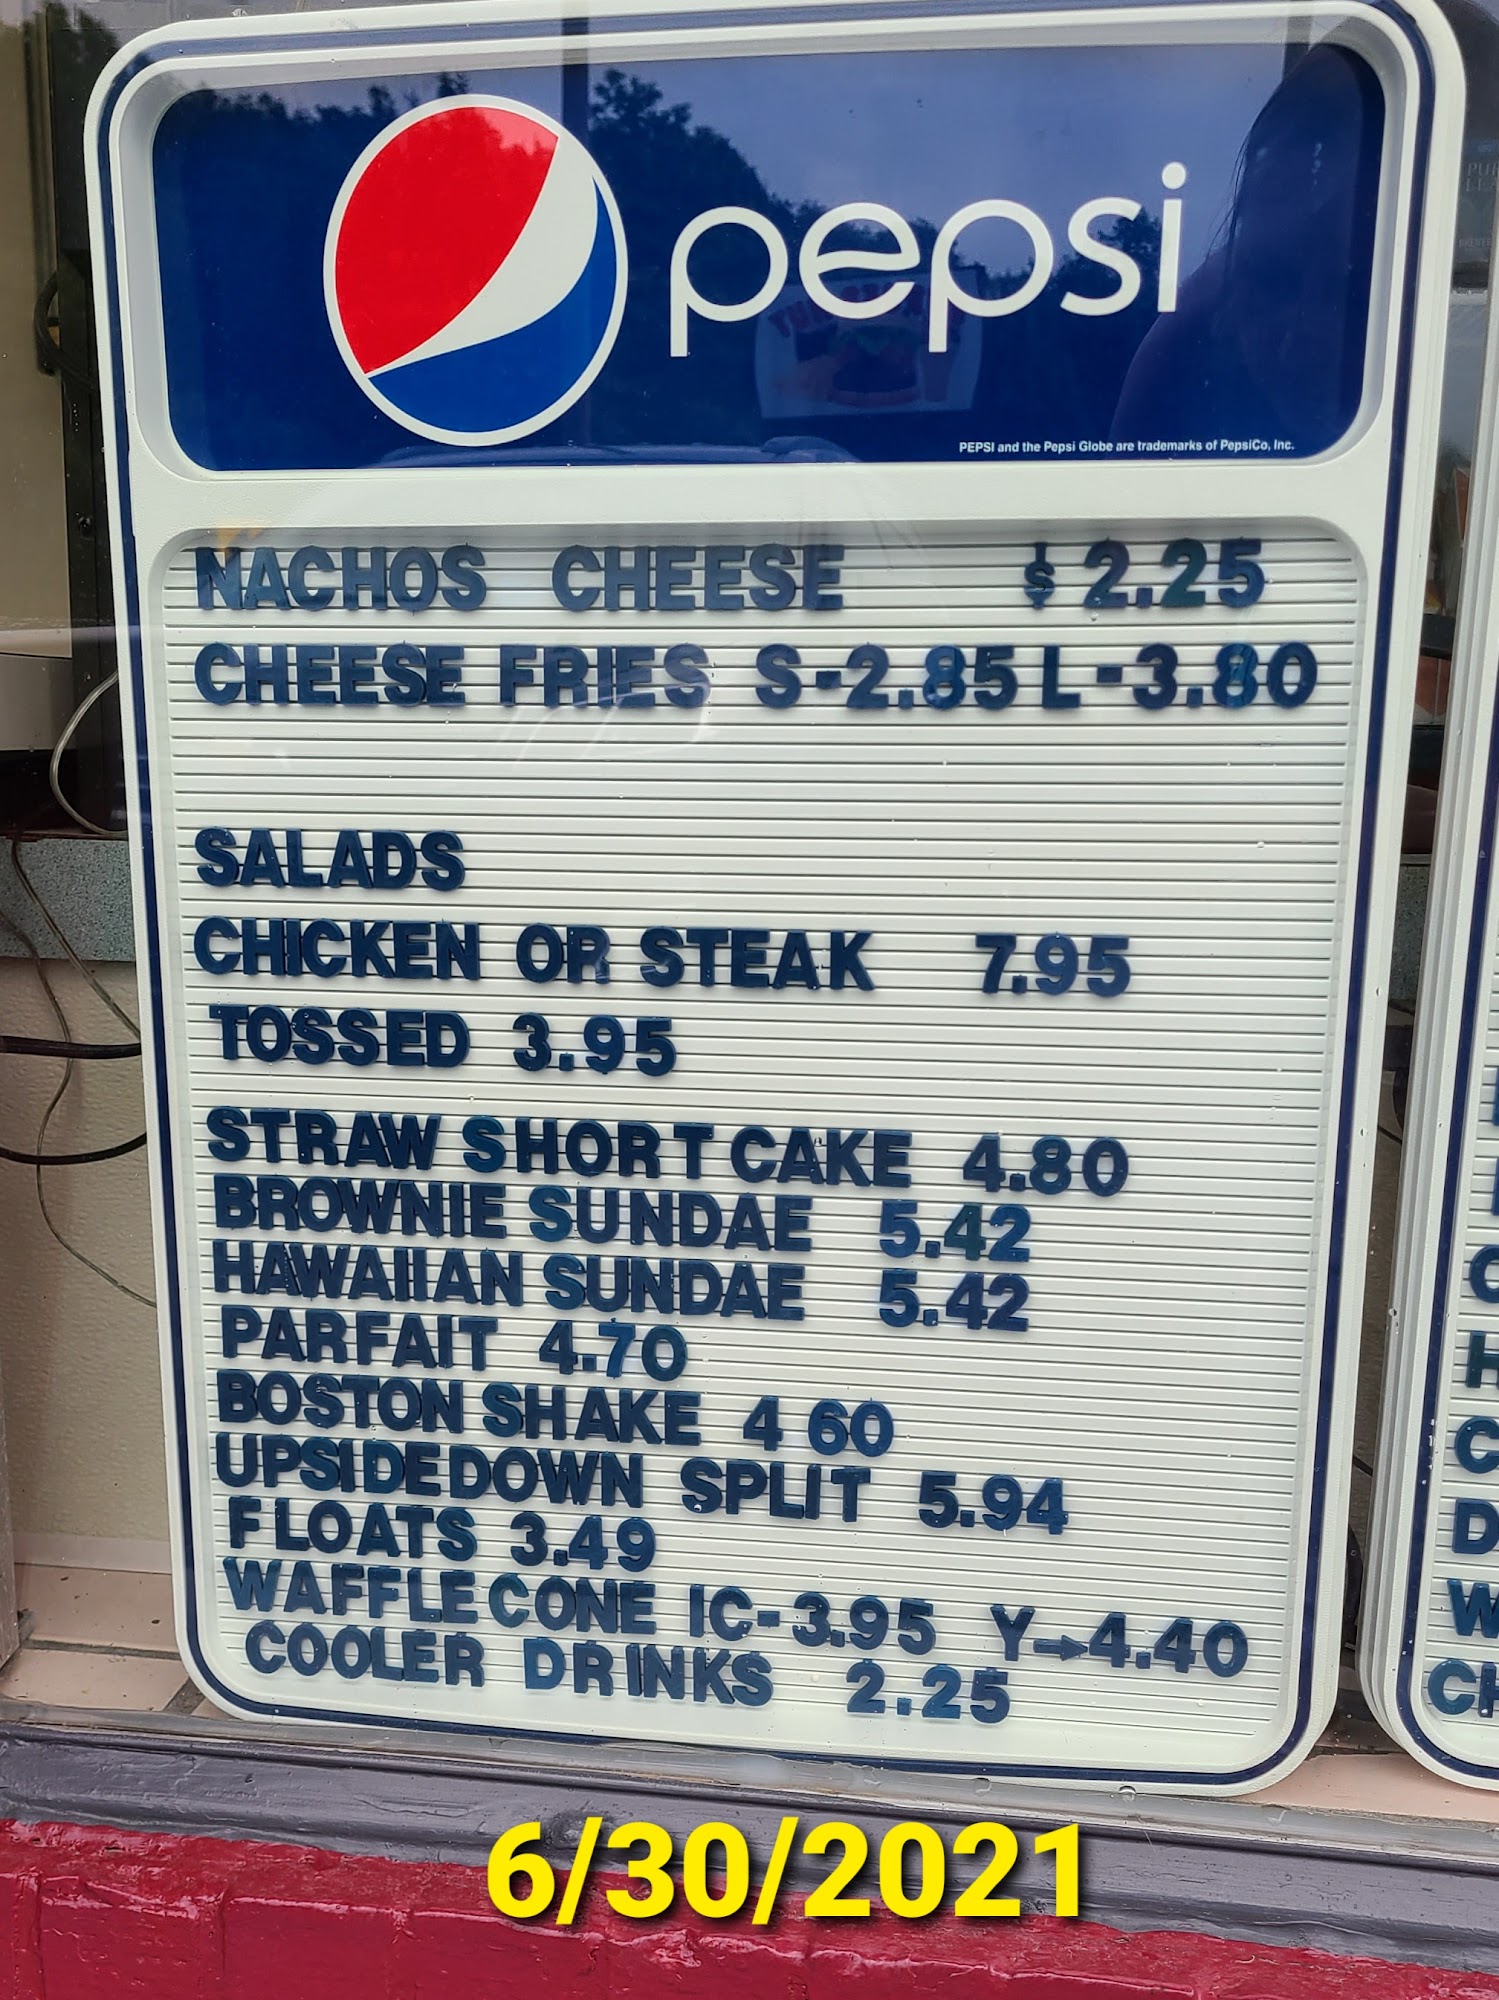 pepsi
PEPSI and the Pepsi Globe are trademarks of PepsiCo, Inc.
NACHOS CHEESE $ 2.25
CHEESE FRIES S-2.85 L-3.80
SALADS
CHICKEN OR STEAK 7.95
TOSSED 3.95
STRAW SHORTCAKE 4.80
BROWNIE SUNDAE 5.42
HAWAIIAN SUNDAE 5.42
PARFAIT 4.70
BOSTON SHAKE 4 60
UPSIDEDOWN SPLIT 5.94
FLOATS 3.49
WAFFLE CONE IC-3.95 Y→4.40
COOLER DRINKS 2.25
6/30/2021